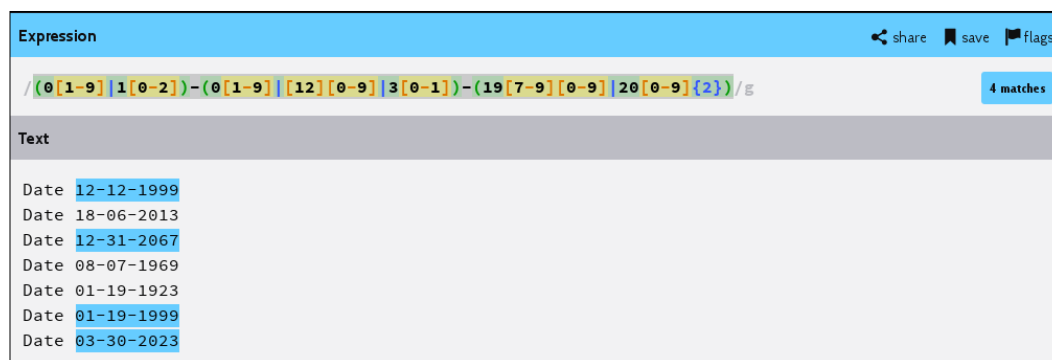 Expression share save flags
/(0[1-9]|1[0-2])-(0[1-9]|[12][0-9]|3[0-1])-(19[7-9][0-9]|20[0-9]{2})/g 4 matches
Text
Date 12-12-1999
Date 18-06-2013
Date 12-31-2067
Date 08-07-1969
Date 01-19-1923
Date 01-19-1999
Date 03-30-2023